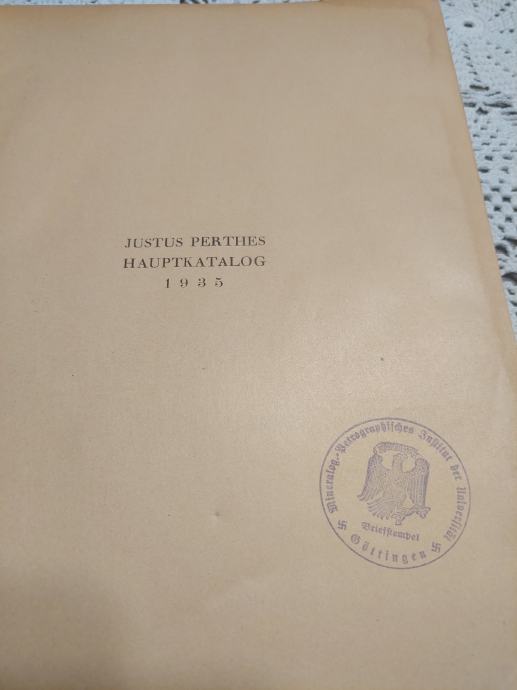 JUSTUS PERTHES
HAUPTKATALOG
1935
Mineralog.-Petrographisches Institut der Universität
Briefstempel
Göttingen